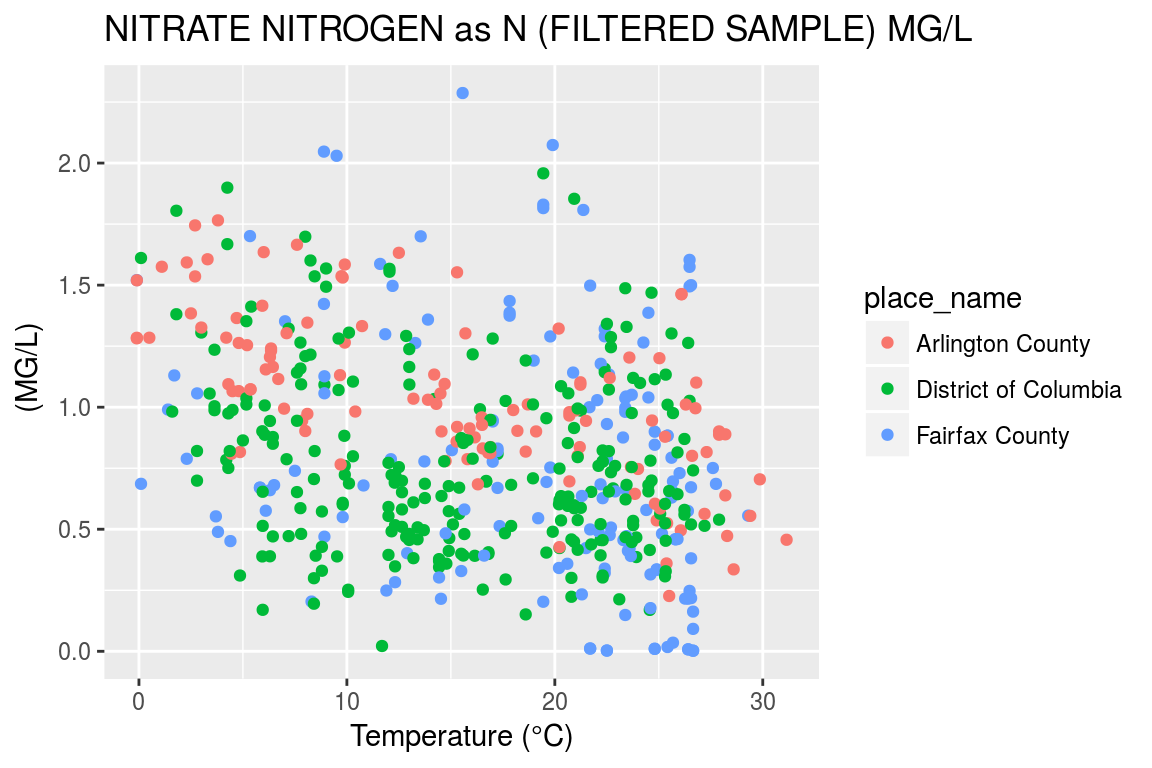 NITRATE NITROGEN as N (FILTERED SAMPLE) MG/L
(MG/L)
2.0
1.5
1.0
0.5
0.0
0 10 20 30
Temperature (°C)
place_name
Arlington County
District of Columbia
Fairfax County